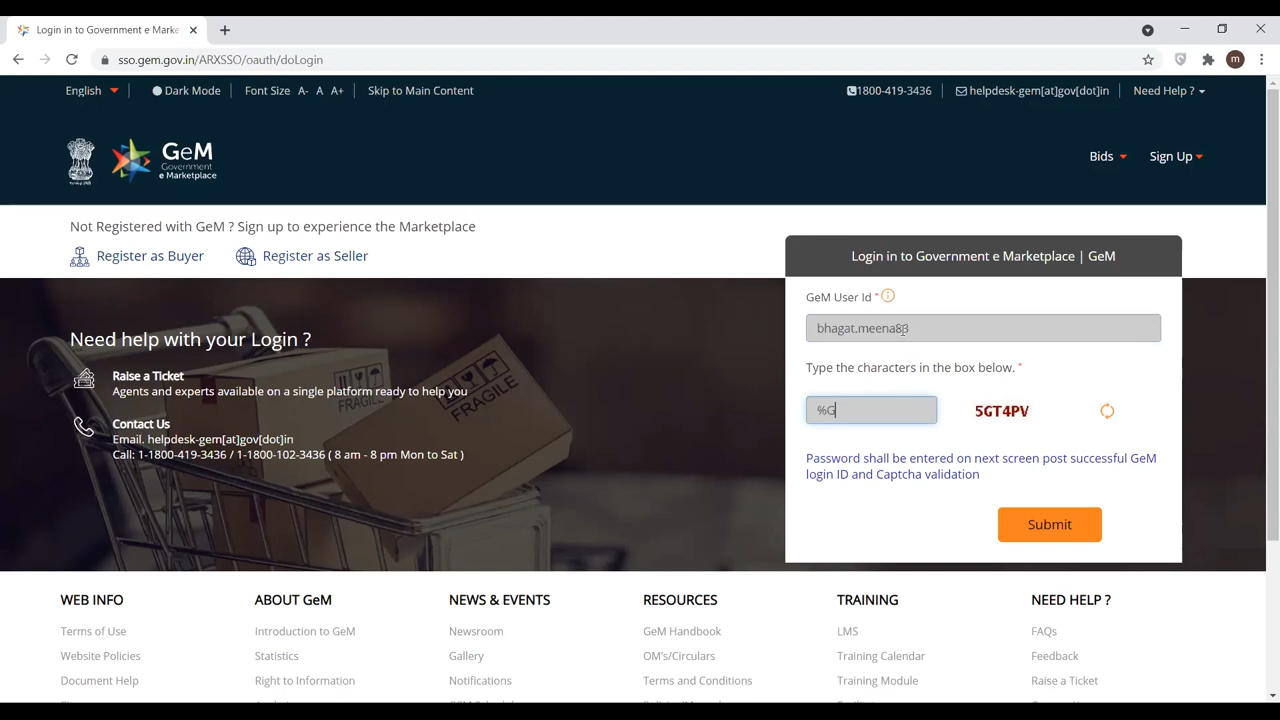 Login in to Government e Marke
sso.gem.gov.in/ARXSSO/oauth/doLogin
m
English
Dark Mode
Font Size A- A A+
Skip to Main Content
1800-419-3436
helpdesk-gem[at]gov[dot]in
Need Help ?
GeM
Government
e Marketplace
Bids
Sign Up
Not Registered with GeM ? Sign up to experience the Marketplace
Register as Buyer
Register as Seller
Login in to Government e Marketplace | GeM
GeM User Id *
Need help with your Login ?
Raise a Ticket
Agents and experts available on a single platform ready to help you
Contact Us
Email. helpdesk-gem[at]gov[dot]in
Call: 1-1800-419-3436 / 1-1800-102-3436 ( 8 am - 8 pm Mon to Sat )
FRAGILE
FRAGILE
Type the characters in the box below. *
%G
5GT4PV
Password shall be entered on next screen post successful GeM
login ID and Captcha validation
Submit
WEB INFO
ABOUT GeM
NEWS & EVENTS
RESOURCES
TRAINING
NEED HELP ?
Terms of Use
Introduction to GeM
Newsroom
GeM Handbook
LMS
FAQs
Website Policies
Statistics
Gallery
OM's/Circulars
Training Calendar
Feedback
Document Help
Right to Information
Notifications
Terms and Conditions
Training Module
Raise a Ticket